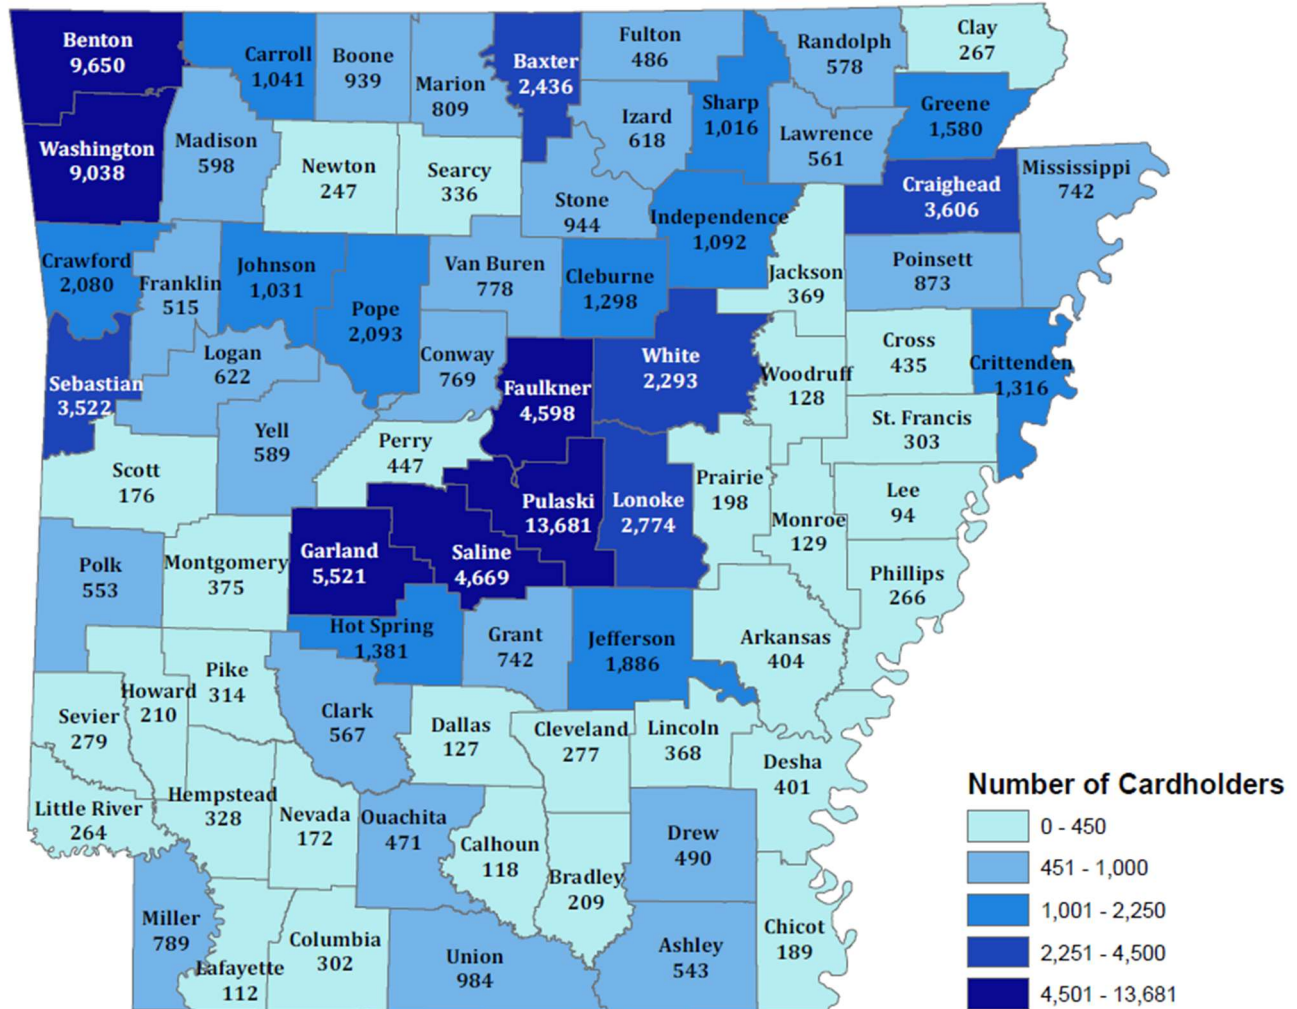 Benton
9,650
Carroll
1,041
Boone
939
Marion
809
Baxter
2,436
Fulton
486
Randolph
578
Clay
267
Washington
9,038
Madison
598
Newton
247
Searcy
336
Izard
618
Sharp
1,016
Lawrence
561
Greene
1,580
Stone
944
Independence
1,092
Craighead
3,606
Mississippi
742
Crawford
2,080
Franklin
515
Johnson
1,031
Pope
2,093
Van Buren
778
Cleburne
1,298
Jackson
369
Poinsett
873
Sebastian
3,522
Logan
622
Conway
769
Faulkner
4,598
White
2,293
Woodruff
128
Cross
435
Crittenden
1,316
St. Francis
303
Scott
176
Yell
589
Perry
447
Pulaski
13,681
Lonoke
2,774
Prairie
198
Monroe
129
Lee
94
Polk
553
Montgomery
375
Garland
5,521
Saline
4,669
Phillips
266
Hot Spring
1,381
Grant
742
Jefferson
1,886
Arkansas
404
Sevier
279
Howard
210
Pike
314
Clark
567
Dallas
127
Cleveland
277
Lincoln
368
Desha
401
Little River
264
Hempstead
328
Nevada
172
Ouachita
471
Calhoun
118
Bradley
209
Drew
490
Miller
789
Lafayette
112
Columbia
302
Union
984
Ashley
543
Chicot
189
Number of Cardholders
0 - 450
451 - 1,000
1,001 - 2,250
2,251 - 4,500
4,501 - 13,681